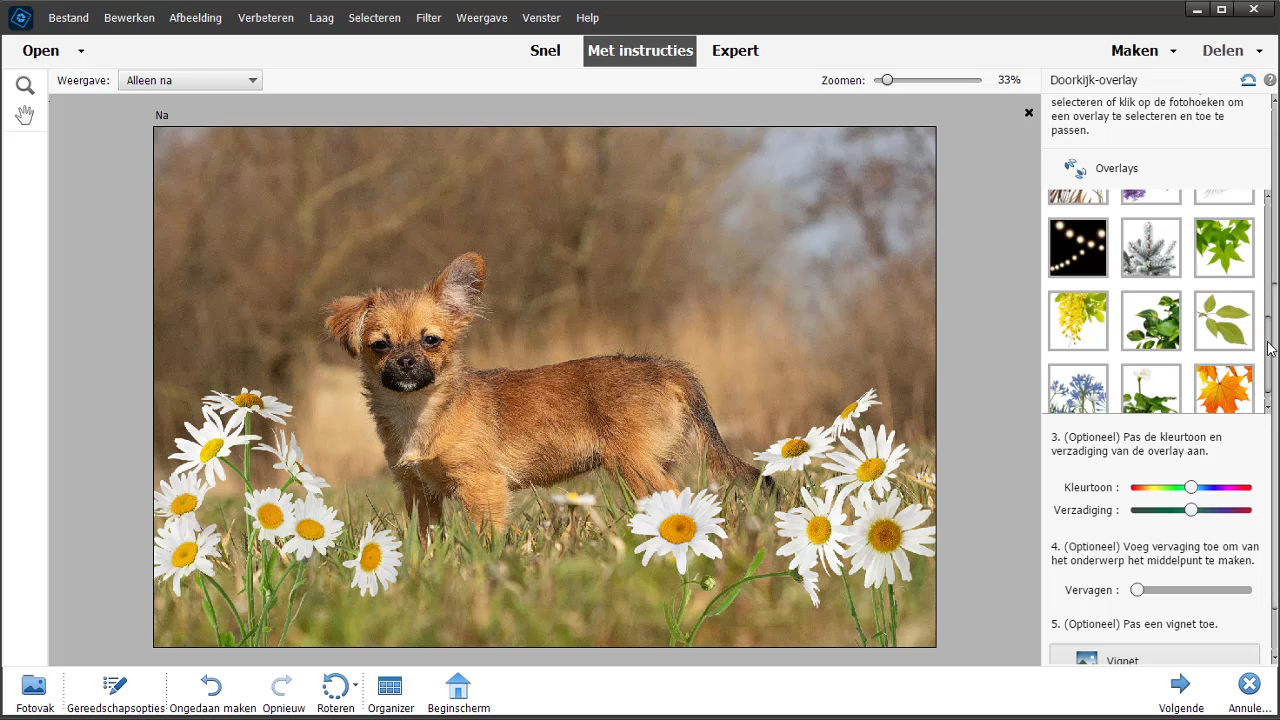 Bestand Bewerken Afbeelding Verbeteren Laag Selecteren Filter Weergave Venster Help
Open Snel Met instructies Expert Maken Delen
Weergave: Alleen na Zoomen: 33% Doorkijk-overlay
Na
selecteren of klik op de fotohoeken om
een overlay te selecteren en toe te
passen.
Overlays
3. (Optioneel) Pas de kleurtoon en
verzadiging van de overlay aan.
Kleurtoon :
Verzadiging :
4. (Optioneel) Voeg vervaging toe om van
het onderwerp het middelpunt te maken.
Vervagen :
5. (Optioneel) Pas een vignet toe.
Vignet
Fotovak Gereedschapsopties Ongedaan maken Opnieuw Roteren Organizer Beginscherm Volgende Annule...